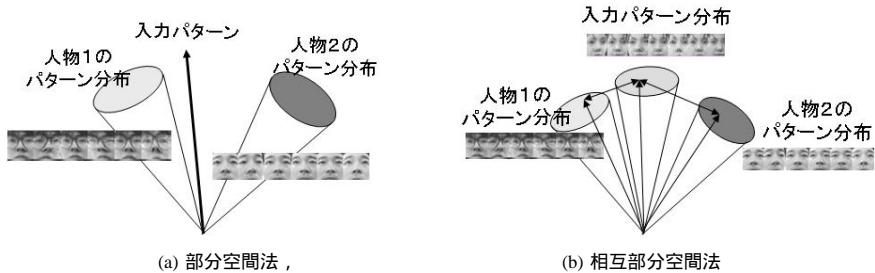 入力パターン
人物1の
パターン分布
人物2の
パターン分布
(a) 部分空間法 ,
入力パターン分布
人物1の
パターン分布
人物2の
パターン分布
(b) 相互部分空間法